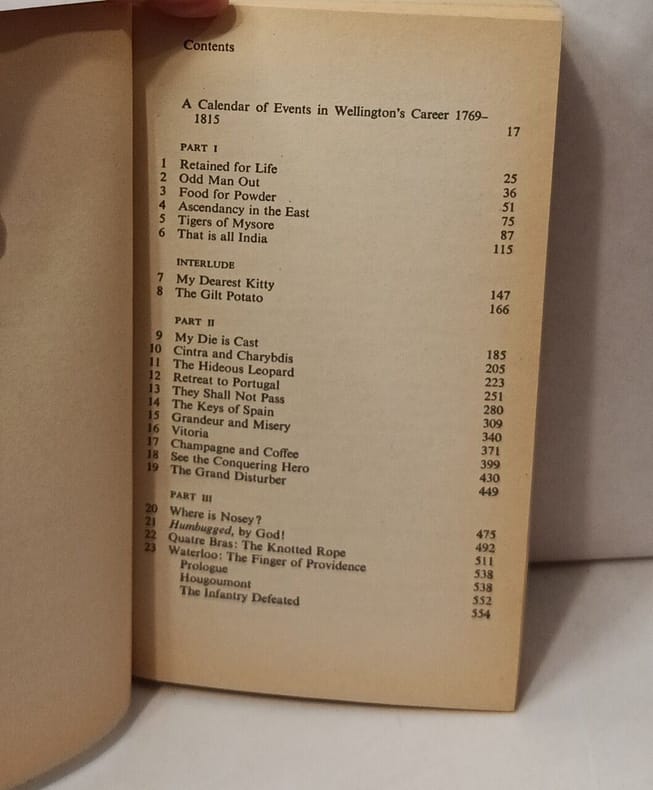 Contents
A Calendar of Events in Wellington's Career 1769–
1815 17
PART I
1 Retained for Life 25
2 Odd Man Out 36
3 Food for Powder 51
4 Ascendancy in the East 75
5 Tigers of Mysore 87
6 That is all India 115
INTERLUDE
7 My Dearest Kitty 147
8 The Gilt Potato 166
PART II
9 My Die is Cast 185
10 Cintra and Charybdis 205
11 The Hideous Leopard 223
12 Retreat to Portugal 251
13 They Shall Not Pass 280
14 The Keys of Spain 309
15 Grandeur and Misery 340
16 Vitoria 371
17 Champagne and Coffee 399
18 See the Conquering Hero 430
19 The Grand Disturber 449
PART III
20 Where is Nosey? 475
21 Humbugged, by God! 492
22 Quatre Bras: The Knotted Rope 511
23 Waterloo: The Finger of Providence 538
Prologue 538
Hougoumont 552
The Infantry Defeated 554